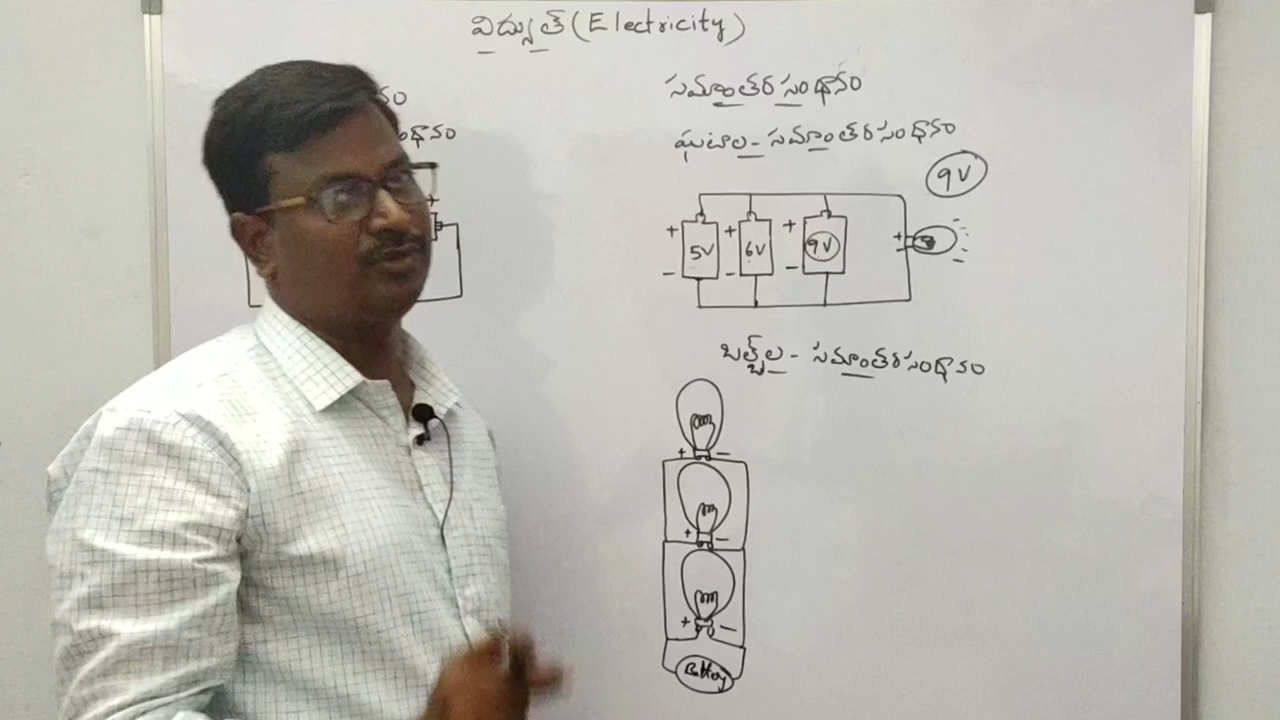 విద్యుత్ (Electricity)
సమాంతర సంధానం
ఘటాల - సమాంతర సంధానం
9V
+ + + +
5V 6V 9V
- - -
బల్బ్‌ల - సమాంతర సంధానం
+ -
+ -
+ -
Battery
నం
ంధానం
+